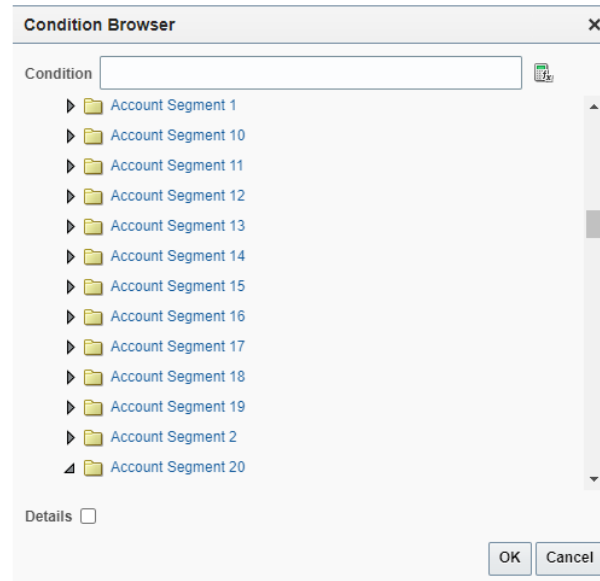 Condition Browser
Condition
Account Segment 1
Account Segment 10
Account Segment 11
Account Segment 12
Account Segment 13
Account Segment 14
Account Segment 15
Account Segment 16
Account Segment 17
Account Segment 18
Account Segment 19
Account Segment 2
Account Segment 20
Details
OK Cancel